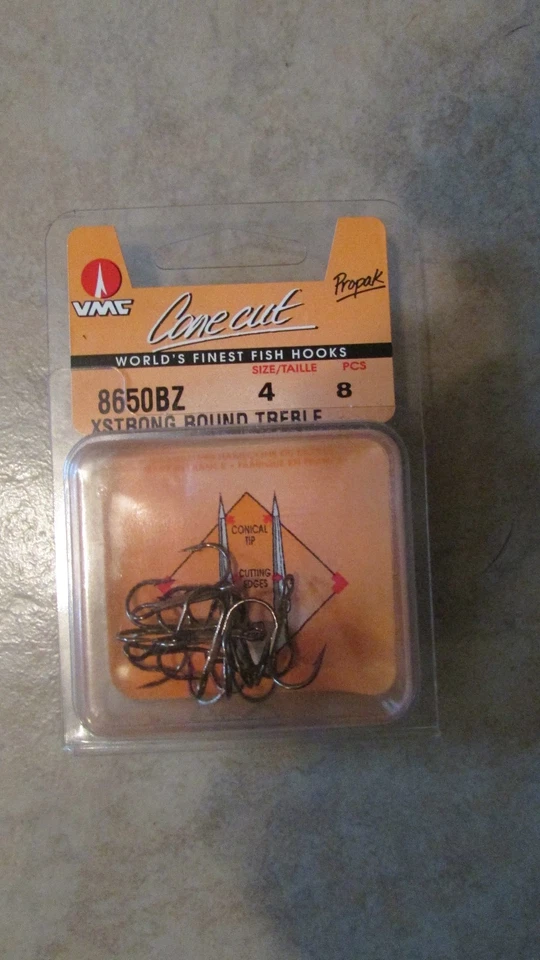 VMC
Cone cut
Propak
WORLD'S FINEST FISH HOOKS
SIZE/TAILLE PCS
8650BZ 4 8
XSTRONG ROUND TREBLE
CONICAL
TIP
CUTTING
EDGES